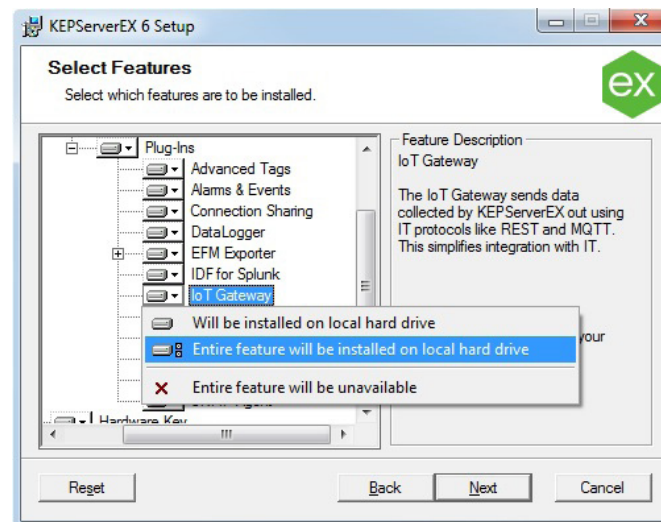 KEPServerEX 6 Setup
Select Features
Select which features are to be installed.
ex
Plug-Ins
Advanced Tags
Alarms & Events
Connection Sharing
DataLogger
EFM Exporter
IDF for Splunk
IoT Gateway
Will be installed on local hard drive
Entire feature will be installed on local hard drive
Entire feature will be unavailable
Hardware Key
Feature Description
IoT Gateway
The IoT Gateway sends data
collected by KEPServerEX out using
IT protocols like REST and MQTT.
This simplifies integration with IT.
your
Reset
Back
Next
Cancel